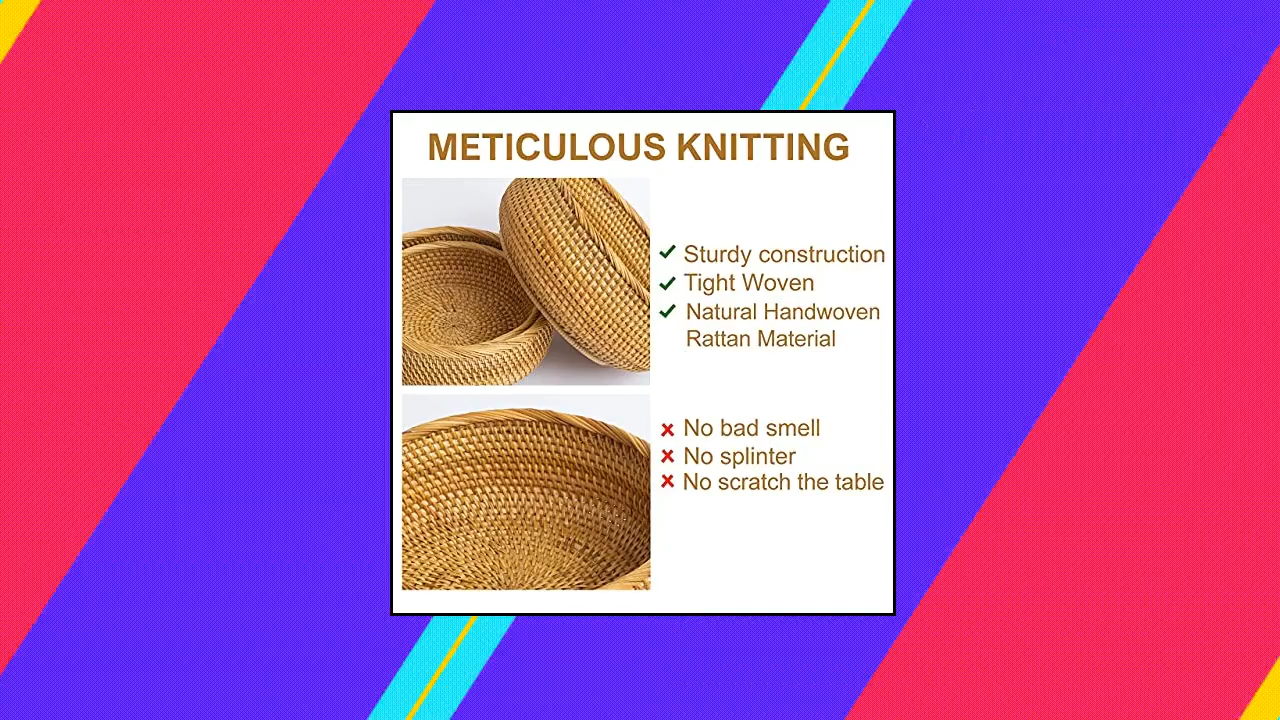 METICULOUS KNITTING
Sturdy construction
Tight Woven
Natural Handwoven
Rattan Material
No bad smell
No splinter
No scratch the table